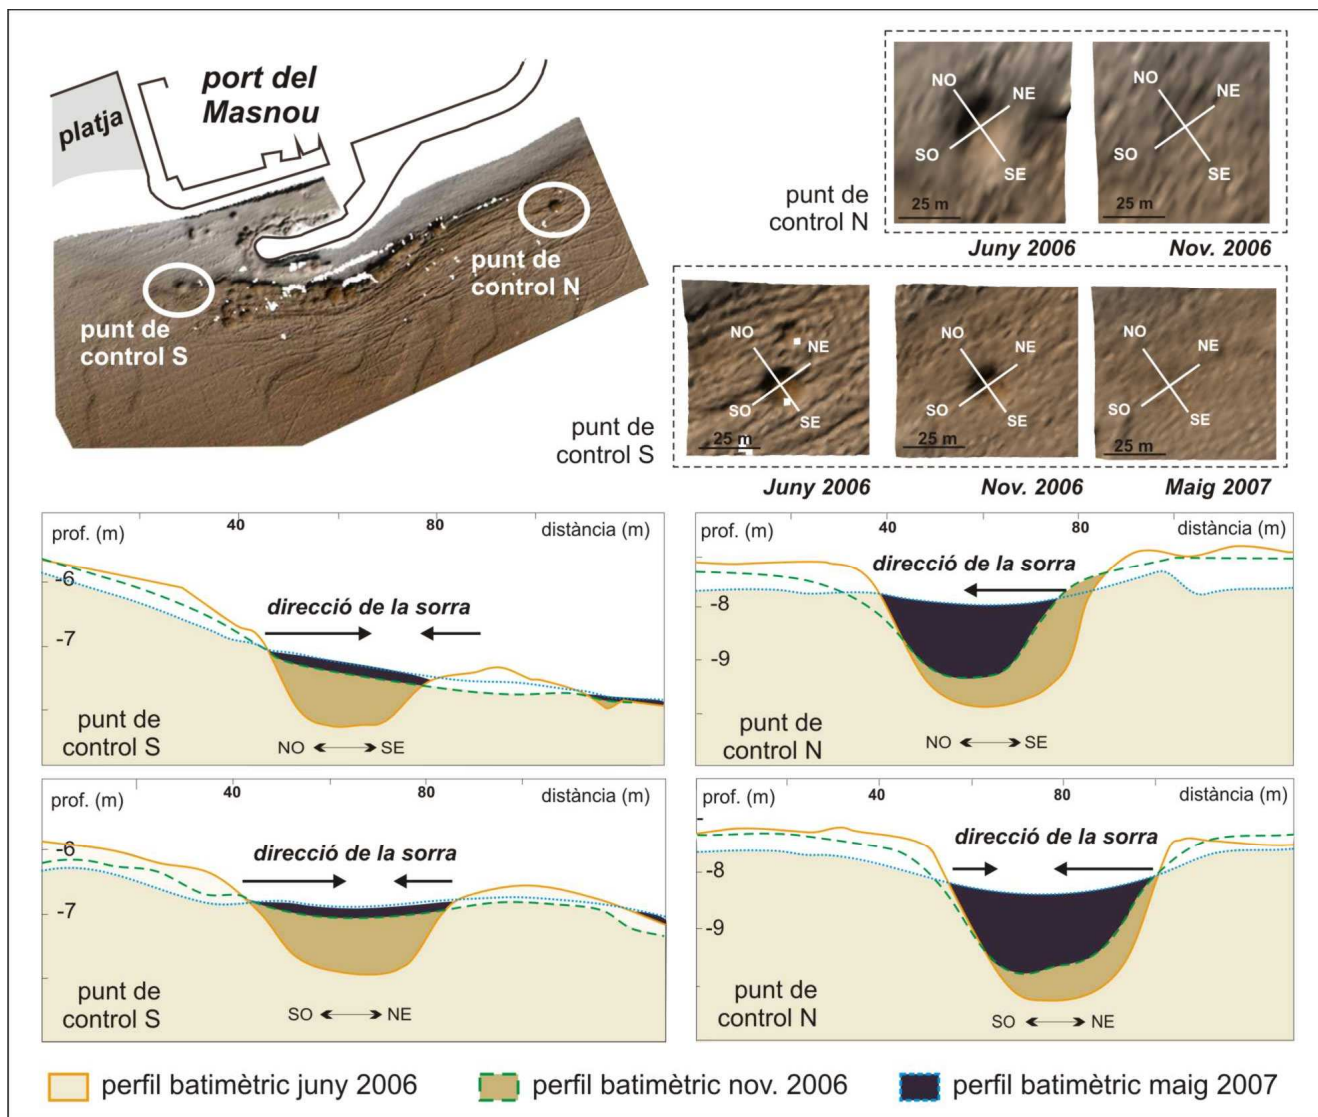 port del
Masnou
platja
punt de
control N
punt de
control S
NO
NE
SO
SE
25 m
Juny 2006
NO
NE
SO
SE
25 m
Nov. 2006
punt de
control N
NO
NE
SO
SE
25 m
Juny 2006
NO
NE
SO
SE
25 m
Nov. 2006
NO
NE
SO
SE
25 m
Maig 2007
punt de
control S
prof. (m)
40
80
distància (m)
-6
-7
direcció de la sorra
punt de
control S
NO
SE
prof. (m)
40
80
distància (m)
-8
-9
direcció de la sorra
punt de
control N
NO
SE
prof. (m)
40
80
distància (m)
-6
-7
direcció de la sorra
punt de
control S
SO
NE
prof. (m)
40
80
distància (m)
-8
-9
direcció de la sorra
punt de
control N
SO
NE
perfil batimètric juny 2006
perfil batimètric nov. 2006
perfil batimètric maig 2007